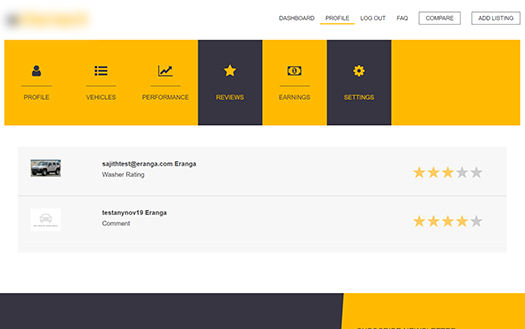 DASHBOARD PROFILE LOG OUT FAQ COMPARE ADD LISTING
PROFILE VEHICLES PERFORMANCE REVIEWS EARNINGS SETTINGS
sajithtest@eranga.com Eranga
Washer Rating
testanynov19 Eranga
Comment